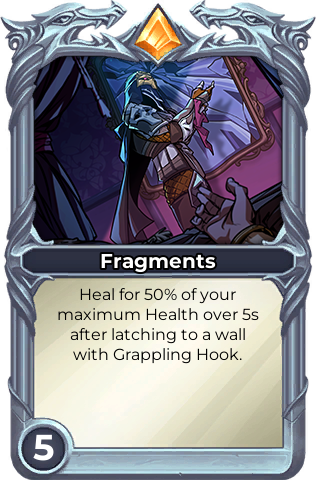 Fragments
Heal for 50% of your
maximum Health over 5s
after latching to a wall
with Grappling Hook.
5